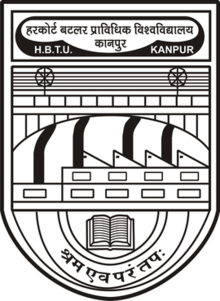 हरकोर्ट बटलर प्राविधिक विश्वविद्यालय
कानपुर
H.B.T.U. KANPUR
श्रम एव परं तपः